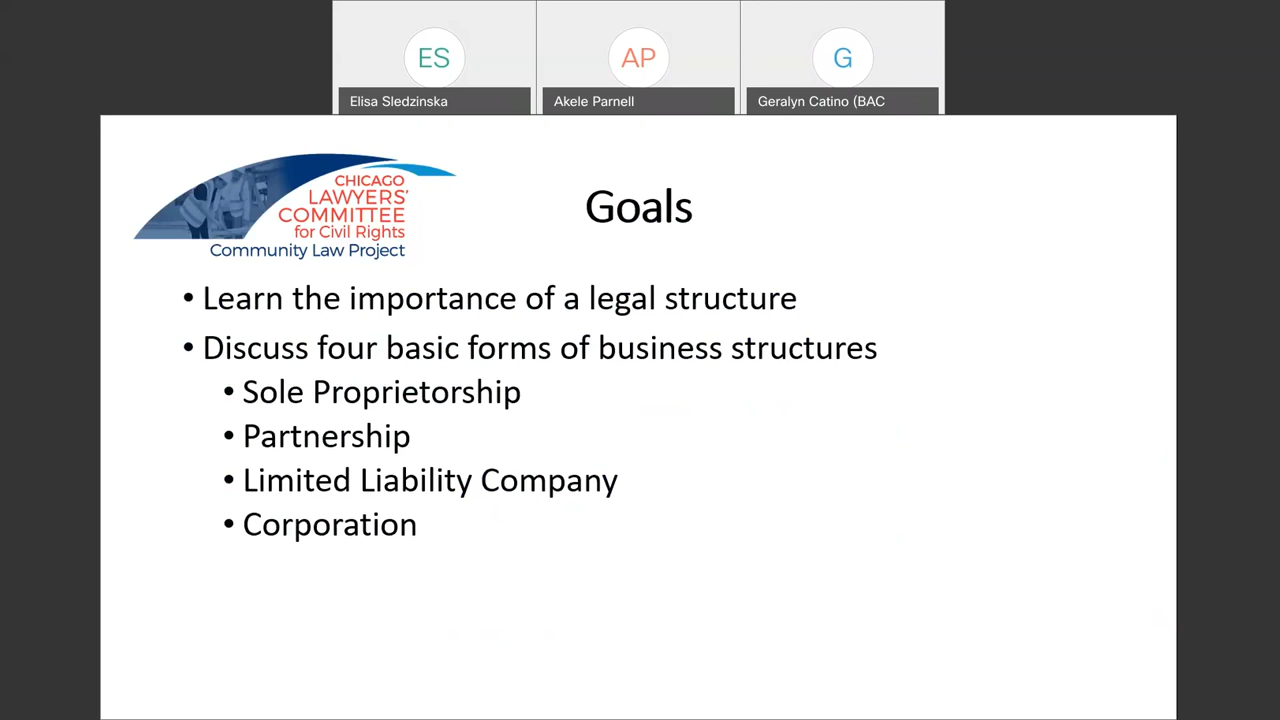 ES
AP
G
Elisa Sledzinska
Akele Parnell
Geralyn Catino (BAC
CHICAGO
LAWYERS'
COMMITTEE
for Civil Rights
Community Law Project
Goals
• Learn the importance of a legal structure
• Discuss four basic forms of business structures
• Sole Proprietorship
• Partnership
• Limited Liability Company
• Corporation